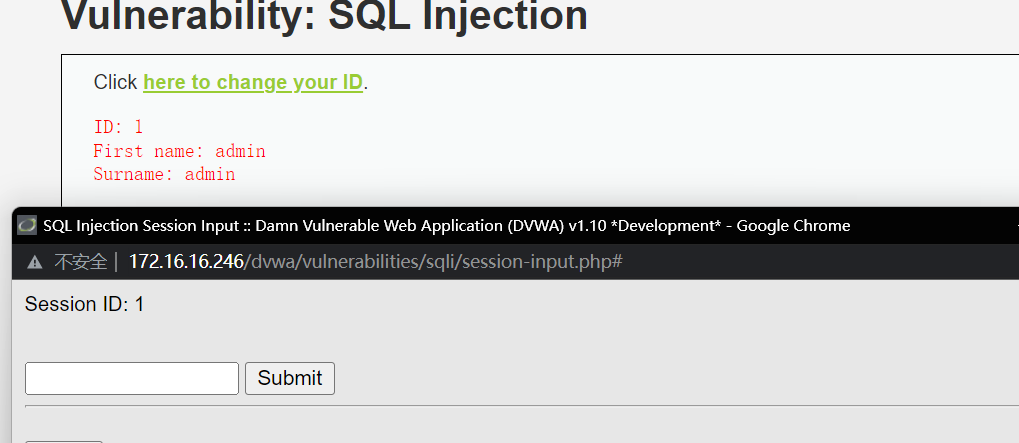 Vulnerability: SQL Injection
Click here to change your ID.
ID: 1
First name: admin
Surname: admin
SQL Injection Session Input :: Damn Vulnerable Web Application (DVWA) v1.10 *Development* - Google Chrome
不安全 | 172.16.16.246/dvwa/vulnerabilities/sqli/session-input.php#
Session ID: 1
Submit